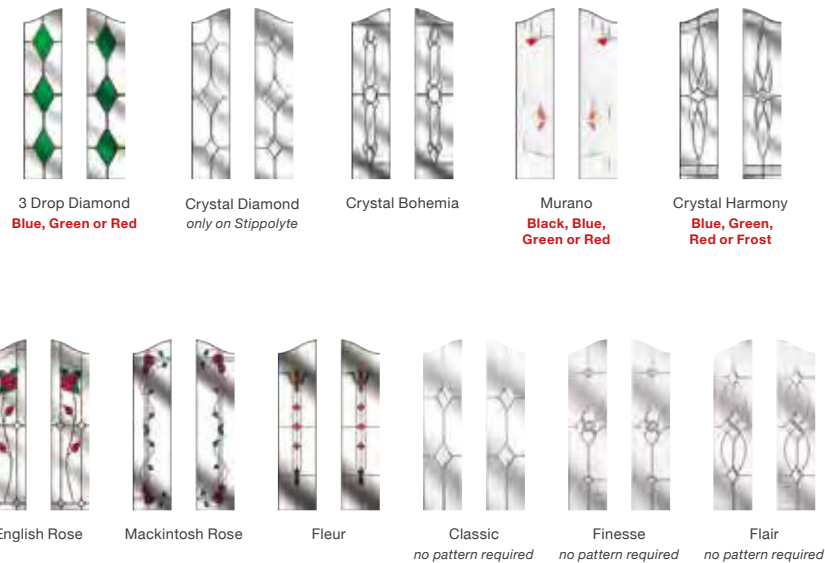 3 Drop Diamond
Blue, Green or Red
Crystal Diamond
only on Stippolyte
Crystal Bohemia
Murano
Black, Blue,
Green or Red
Crystal Harmony
Blue, Green,
Red or Frost
English Rose
Mackintosh Rose
Fleur
Classic
no pattern required
Finesse
no pattern required
Flair
no pattern required